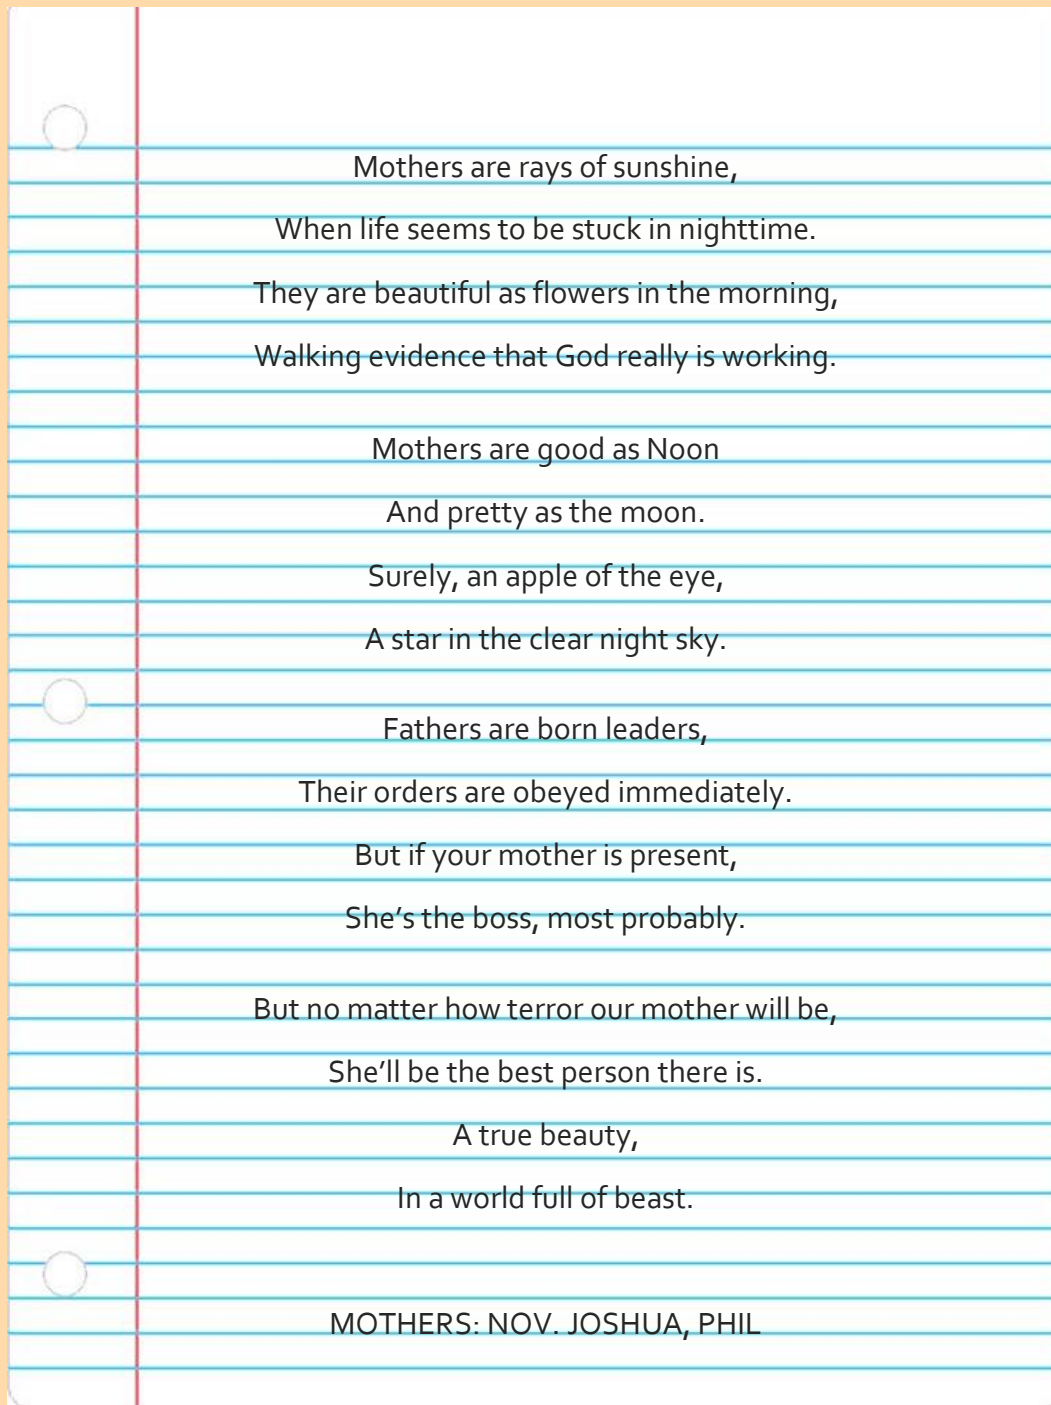 Mothers are rays of sunshine,
When life seems to be stuck in nighttime.
They are beautiful as flowers in the morning,
Walking evidence that God really is working.
Mothers are good as Noon
And pretty as the moon.
Surely, an apple of the eye,
A star in the clear night sky.
Fathers are born leaders,
Their orders are obeyed immediately.
But if your mother is present,
She’s the boss, most probably.
But no matter how terror our mother will be,
She’ll be the best person there is.
A true beauty,
In a world full of beast.
MOTHERS: NOV. JOSHUA, PHIL